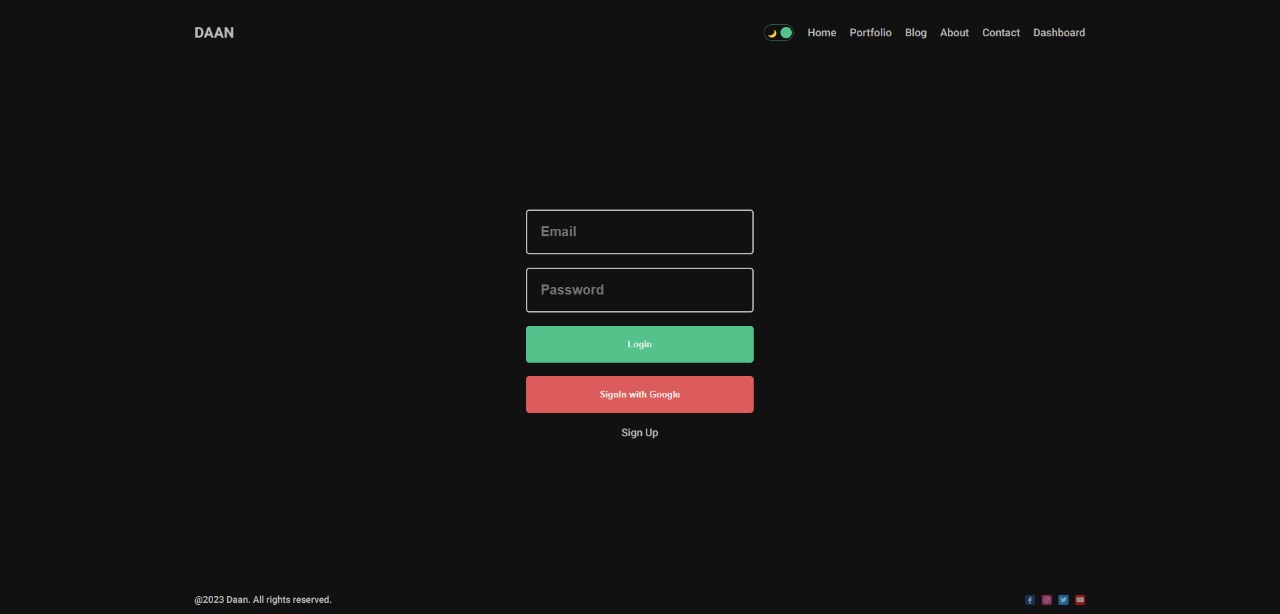 DAAN
Home Portfolio Blog About Contact Dashboard
Email
Password
Login
SignIn with Google
Sign Up
@2023 Daan. All rights reserved.